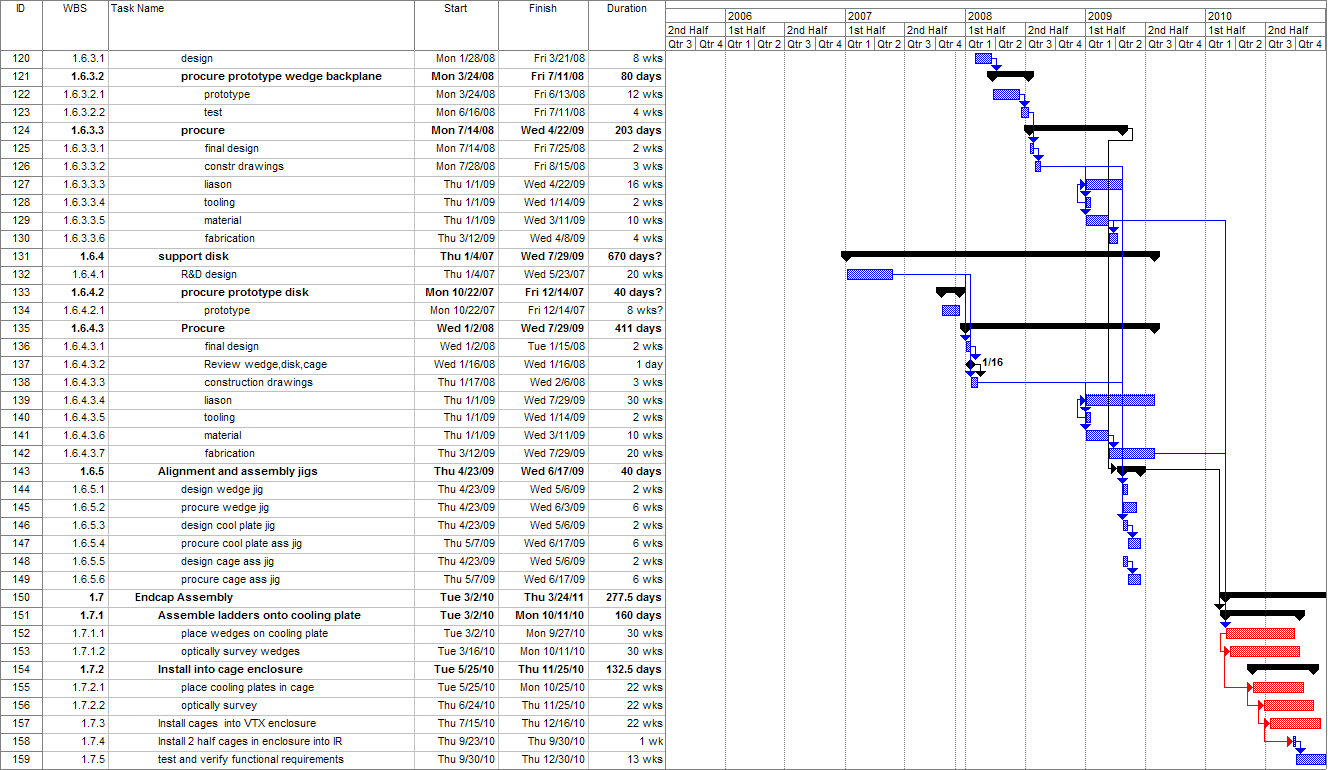 ID WBS Task Name Start Finish Duration
2006 2007 2008 2009 2010
2nd Half 1st Half 2nd Half 1st Half 2nd Half 1st Half 2nd Half 1st Half 2nd Half 1st Half 2nd Half
Qtr 3 Qtr 4 Qtr 1 Qtr 2 Qtr 3 Qtr 4 Qtr 1 Qtr 2 Qtr 3 Qtr 4 Qtr 1 Qtr 2 Qtr 3 Qtr 4 Qtr 1 Qtr 2 Qtr 3 Qtr 4 Qtr 1 Qtr 2 Qtr 3 Qtr 4
120 1.6.3.1 design Mon 1/28/08 Fri 3/21/08 8 wks
121 1.6.3.2 procure prototype wedge backplane Mon 3/24/08 Fri 7/11/08 80 days
122 1.6.3.2.1 prototype Mon 3/24/08 Fri 6/13/08 12 wks
123 1.6.3.2.2 test Mon 6/16/08 Fri 7/11/08 4 wks
124 1.6.3.3 procure Mon 7/14/08 Wed 4/22/09 203 days
125 1.6.3.3.1 final design Mon 7/14/08 Fri 7/25/08 2 wks
126 1.6.3.3.2 constr drawings Mon 7/28/08 Fri 8/15/08 3 wks
127 1.6.3.3.3 liason Thu 1/1/09 Wed 4/22/09 16 wks
128 1.6.3.3.4 tooling Thu 1/1/09 Wed 1/14/09 2 wks
129 1.6.3.3.5 material Thu 1/1/09 Wed 3/11/09 10 wks
130 1.6.3.3.6 fabrication Thu 3/12/09 Wed 4/8/09 4 wks
131 1.6.4 support disk Thu 1/4/07 Wed 7/29/09 670 days?
132 1.6.4.1 R&D design Thu 1/4/07 Wed 5/23/07 20 wks
133 1.6.4.2 procure prototype disk Mon 10/22/07 Fri 12/14/07 40 days?
134 1.6.4.2.1 prototype Mon 10/22/07 Fri 12/14/07 8 wks?
135 1.6.4.3 Procure Wed 1/2/08 Wed 7/29/09 411 days
136 1.6.4.3.1 final design Wed 1/2/08 Tue 1/15/08 2 wks
137 1.6.4.3.2 Review wedge,disk,cage Wed 1/16/08 Wed 1/16/08 1 day 1/16
138 1.6.4.3.3 construction drawings Thu 1/17/08 Wed 2/6/08 3 wks
139 1.6.4.3.4 liason Thu 1/1/09 Wed 7/29/09 30 wks
140 1.6.4.3.5 tooling Thu 1/1/09 Wed 1/14/09 2 wks
141 1.6.4.3.6 material Thu 1/1/09 Wed 3/11/09 10 wks
142 1.6.4.3.7 fabrication Thu 3/12/09 Wed 7/29/09 20 wks
143 1.6.5 Alignment and assembly jigs Thu 4/23/09 Wed 6/17/09 40 days
144 1.6.5.1 design wedge jig Thu 4/23/09 Wed 5/6/09 2 wks
145 1.6.5.2 procure wedge jig Thu 4/23/09 Wed 6/3/09 6 wks
146 1.6.5.3 design cool plate jig Thu 4/23/09 Wed 5/6/09 2 wks
147 1.6.5.4 procure cool plate ass jig Thu 5/7/09 Wed 6/17/09 6 wks
148 1.6.5.5 design cage ass jig Thu 4/23/09 Wed 5/6/09 2 wks
149 1.6.5.6 procure cage ass jig Thu 5/7/09 Wed 6/17/09 6 wks
150 1.7 Endcap Assembly Tue 3/2/10 Thu 3/24/11 277.5 days
151 1.7.1 Assemble ladders onto cooling plate Tue 3/2/10 Mon 10/11/10 160 days
152 1.7.1.1 place wedges on cooling plate Tue 3/2/10 Mon 9/27/10 30 wks
153 1.7.1.2 optically survey wedges Tue 3/16/10 Mon 10/11/10 30 wks
154 1.7.2 Install into cage enclosure Tue 5/25/10 Thu 11/25/10 132.5 days
155 1.7.2.1 place cooling plates in cage Tue 5/25/10 Mon 10/25/10 22 wks
156 1.7.2.2 optically survey Thu 6/24/10 Thu 11/25/10 22 wks
157 1.7.3 Install cages into VTX enclosure Thu 7/15/10 Thu 12/16/10 22 wks
158 1.7.4 Install 2 half cages in enclosure into IR Thu 9/23/10 Thu 9/30/10 1 wk
159 1.7.5 test and verify functional requirements Thu 9/30/10 Thu 12/30/10 13 wks